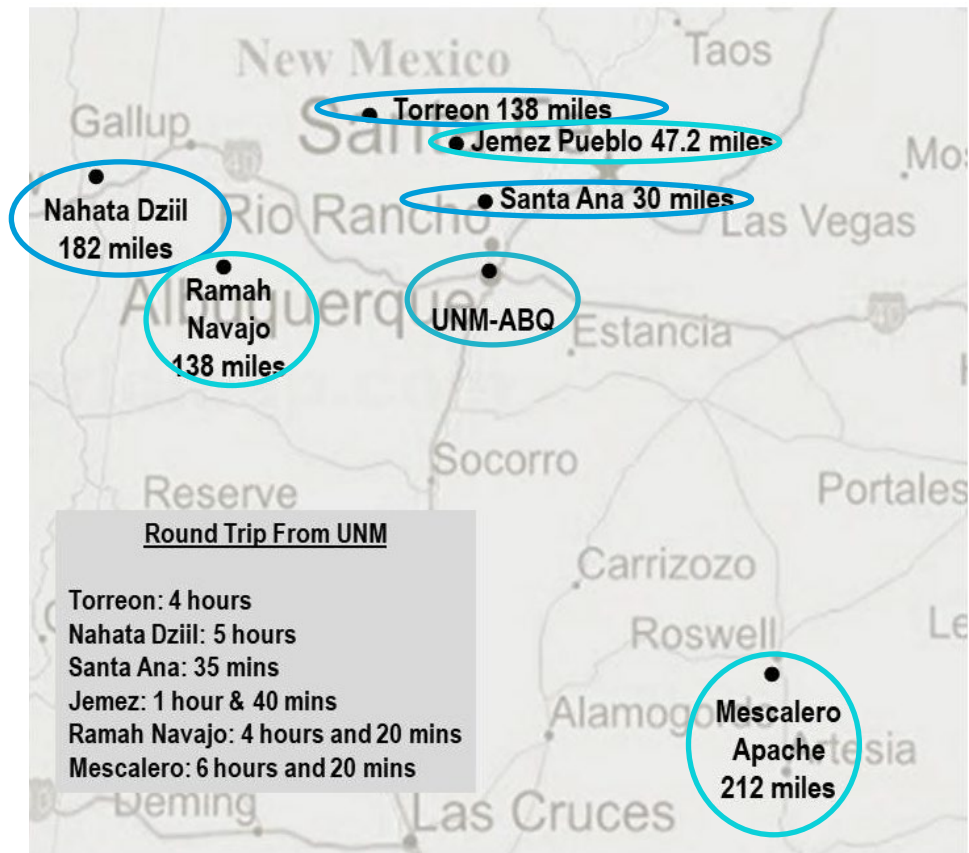 New Mexico
Taos
Torreon 138 miles
Santa Fe
Gallup
40
Jemez Pueblo 47.2 miles
Nahata Dziil
182 miles
Rio Rancho
Santa Ana 30 miles
Las Vegas
Ramah
Navajo
138 miles
Albuquerque
UNM-ABQ
Estancia
Socorro
Reserve
Portales
Round Trip From UNM
Torreon: 4 hours
Nahata Dziil: 5 hours
Santa Ana: 35 mins
Jemez: 1 hour & 40 mins
Ramah Navajo: 4 hours and 20 mins
Mescalero: 6 hours and 20 mins
Carrizozo
Roswell
Alamogordo
Mescalero
Apache
212 miles
Artesia
Deming
Las Cruces